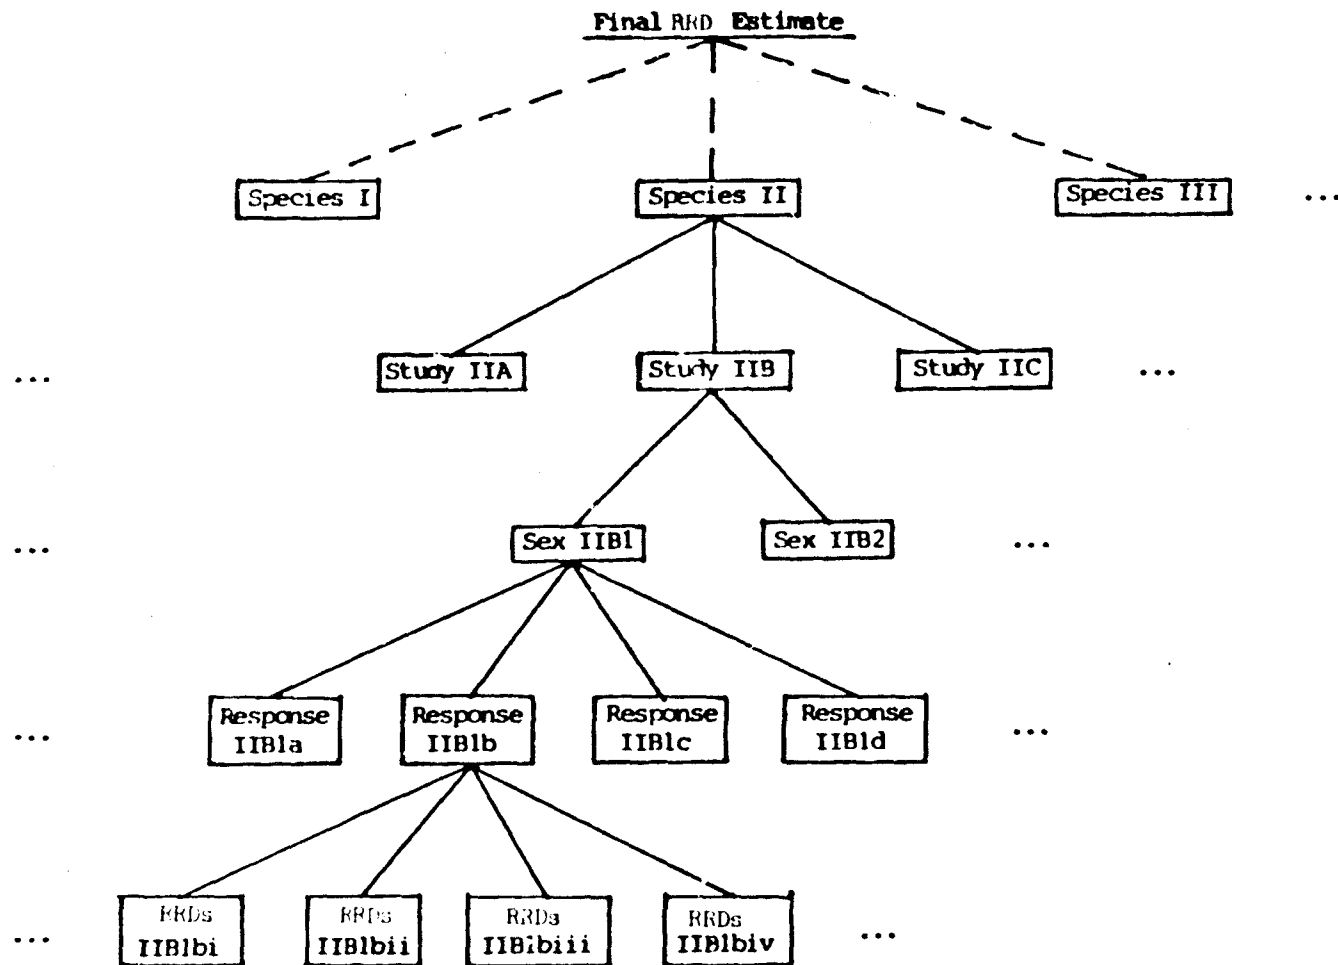 Final RRD Estimate
Species I
Species II
Species III
...
...
Study IIA
Study IIB
Study IIC
...
...
Sex IIB1
Sex IIB2
...
...
Response
IIB1a
Response
IIB1b
Response
IIB1c
Response
IIB1d
...
...
RRDs
IIB1bi
RRDs
IIB1bii
RRDs
IIB1biii
RRDs
IIB1biv
...